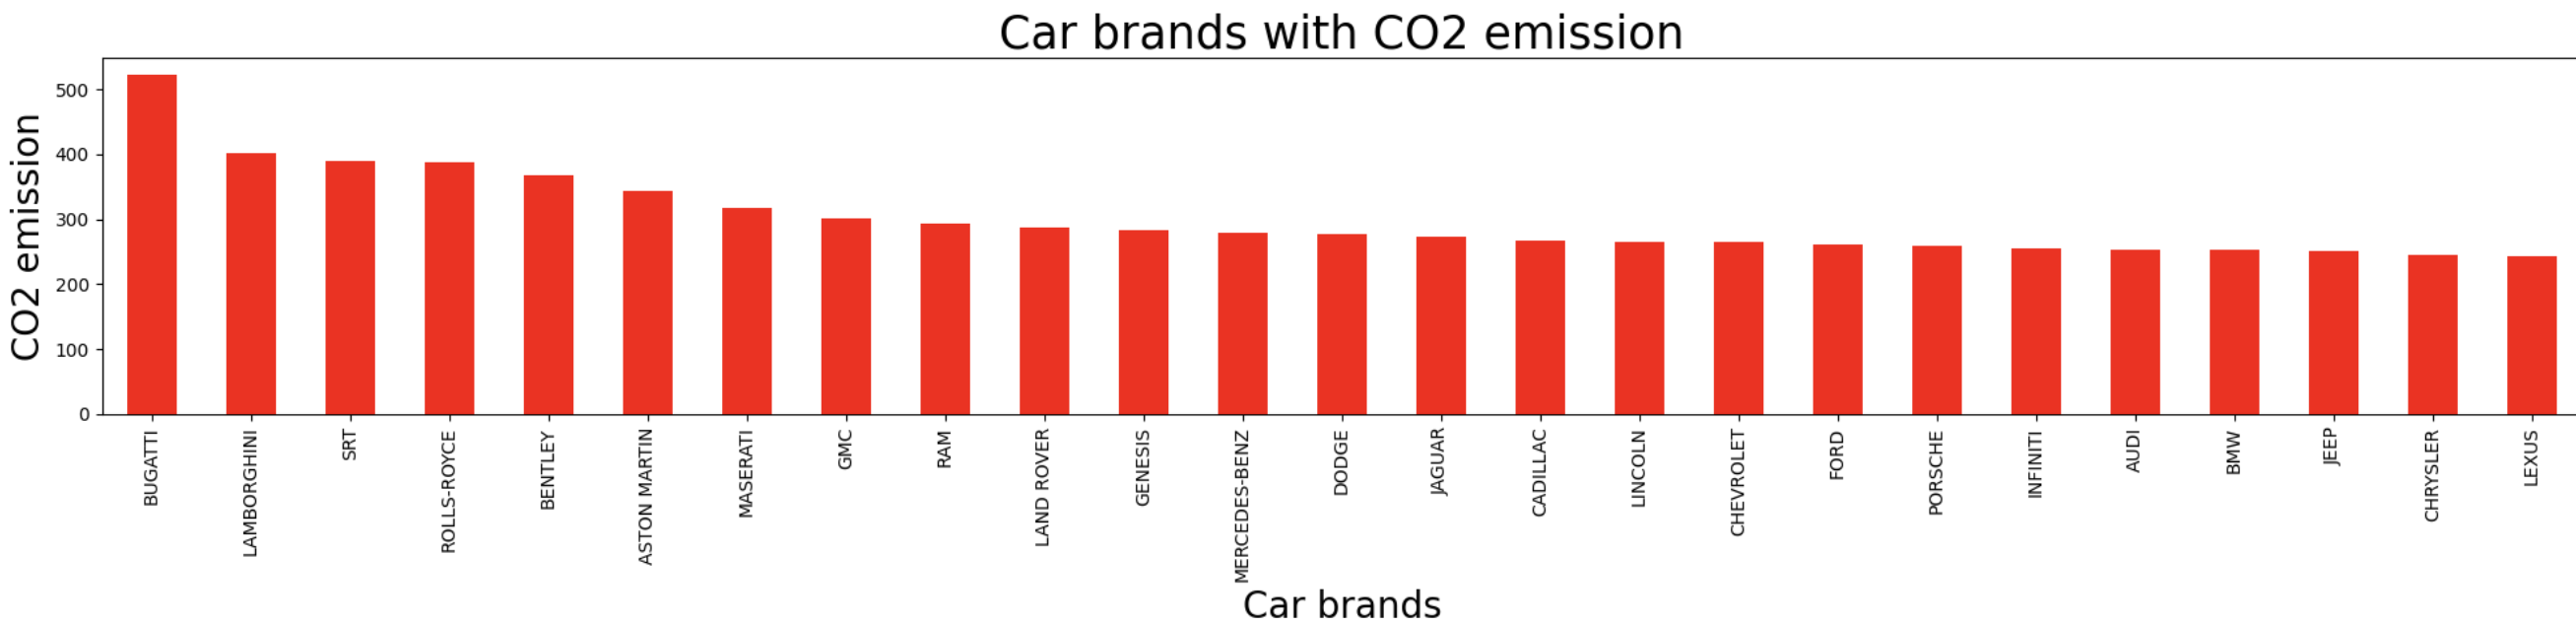 Car brands with CO2 emission
CO2 emission
500
400
300
200
100
0
BUGATTI
LAMBORGHINI
SRT
ROLLS-ROYCE
BENTLEY
ASTON MARTIN
MASERATI
GMC
RAM
LAND ROVER
GENESIS
MERCEDES-BENZ
DODGE
JAGUAR
CADILLAC
LINCOLN
CHEVROLET
FORD
PORSCHE
INFINITI
AUDI
BMW
JEEP
CHRYSLER
LEXUS
Car brands